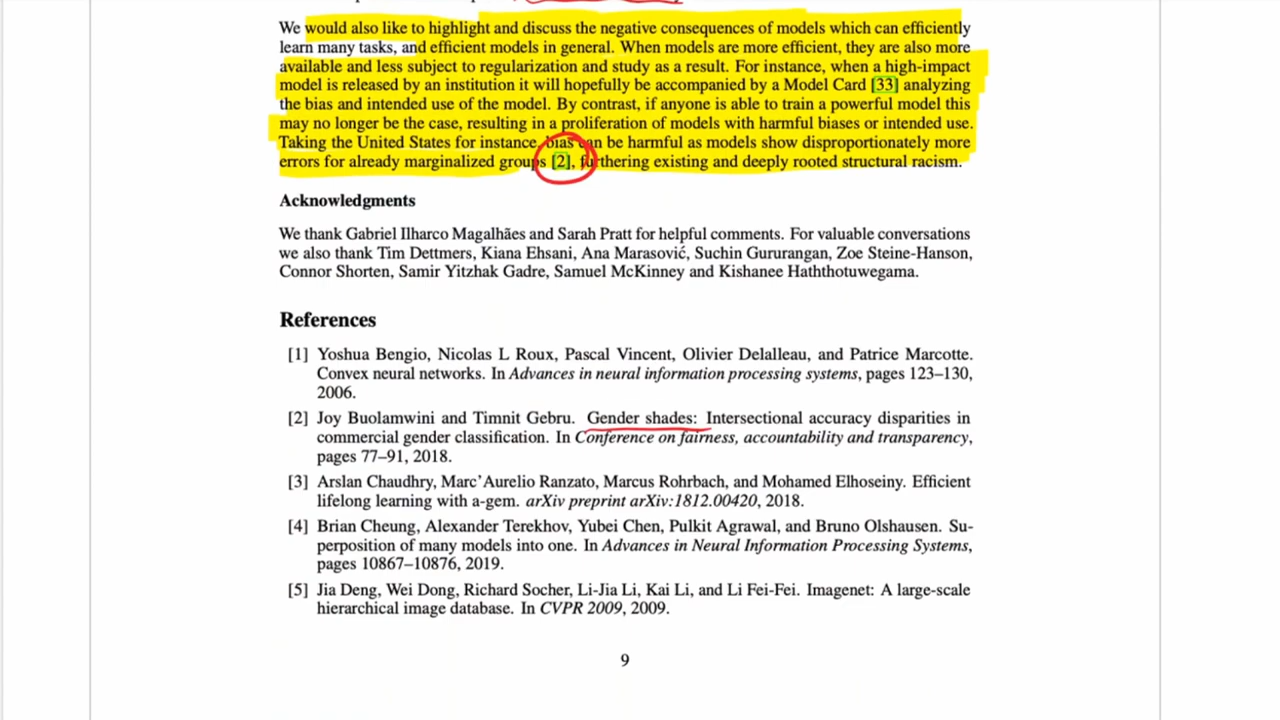 We would also like to highlight and discuss the negative consequences of models which can efficiently
learn many tasks, and efficient models in general. When models are more efficient, they are also more
available and less subject to regularization and study as a result. For instance, when a high-impact
model is released by an institution it will hopefully be accompanied by a Model Card [33] analyzing
the bias and intended use of the model. By contrast, if anyone is able to train a powerful model this
may no longer be the case, resulting in a proliferation of models with harmful biases or intended use.
Taking the United States for instance, bias can be harmful as models show disproportionately more
errors for already marginalized groups [2], furthering existing and deeply rooted structural racism.
Acknowledgments
We thank Gabriel Ilharco Magalhães and Sarah Pratt for helpful comments. For valuable conversations
we also thank Tim Dettmers, Kiana Ehsani, Ana Marasović, Suchin Gururangan, Zoe Steine-Hanson,
Connor Shorten, Samir Yitzhak Gadre, Samuel McKinney and Kishanee Haththotuwegama.
References
[1] Yoshua Bengio, Nicolas L Roux, Pascal Vincent, Olivier Delalleau, and Patrice Marcotte.
Convex neural networks. In Advances in neural information processing systems, pages 123–130,
2006.
[2] Joy Buolamwini and Timnit Gebru. Gender shades: Intersectional accuracy disparities in
commercial gender classification. In Conference on fairness, accountability and transparency,
pages 77–91, 2018.
[3] Arslan Chaudhry, Marc'Aurelio Ranzato, Marcus Rohrbach, and Mohamed Elhoseiny. Efficient
lifelong learning with a-gem. arXiv preprint arXiv:1812.00420, 2018.
[4] Brian Cheung, Alexander Terekhov, Yubei Chen, Pulkit Agrawal, and Bruno Olshausen. Su-
perposition of many models into one. In Advances in Neural Information Processing Systems,
pages 10867–10876, 2019.
[5] Jia Deng, Wei Dong, Richard Socher, Li-Jia Li, Kai Li, and Li Fei-Fei. Imagenet: A large-scale
hierarchical image database. In CVPR 2009, 2009.
9